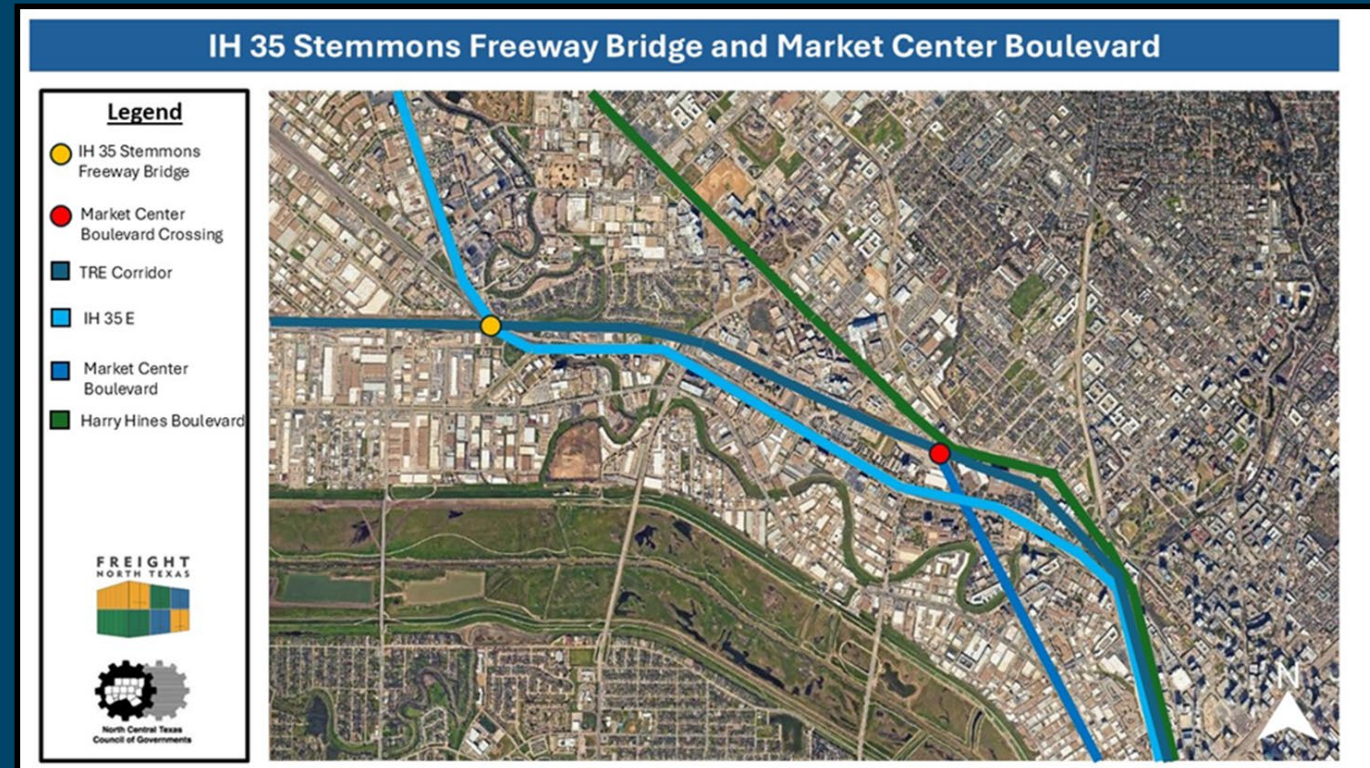 IH 35 Stemmons Freeway Bridge and Market Center Boulevard
Legend
IH 35 Stemmons
Freeway Bridge
Market Center
Boulevard Crossing
TRE Corridor
IH 35 E
Market Center
Boulevard
Harry Hines Boulevard
FREIGHT
NORTH TEXAS
North Central Texas
Council of Governments
N